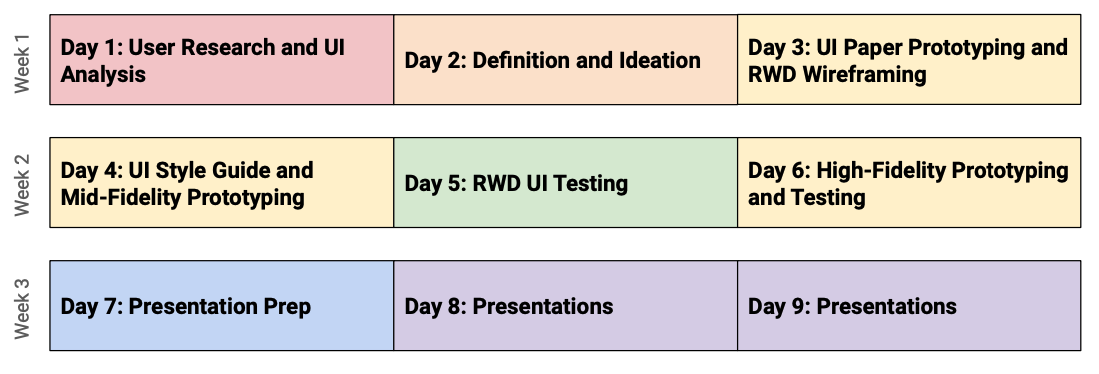 Week 1
Day 1: User Research and UI
Analysis
Day 2: Definition and Ideation
Day 3: UI Paper Prototyping and
RWD Wireframing
Week 2
Day 4: UI Style Guide and
Mid-Fidelity Prototyping
Day 5: RWD UI Testing
Day 6: High-Fidelity Prototyping
and Testing
Week 3
Day 7: Presentation Prep
Day 8: Presentations
Day 9: Presentations